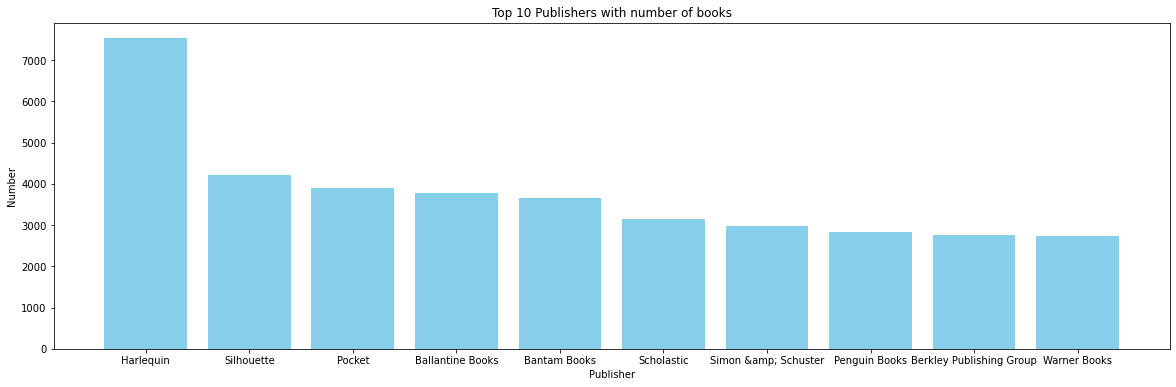 Top 10 Publishers with number of books
Number
7000
6000
5000
4000
3000
2000
1000
0
Harlequin Silhouette Pocket Ballantine Books Bantam Books Scholastic Simon &amp; Schuster Penguin Books Berkley Publishing Group Warner Books
Publisher